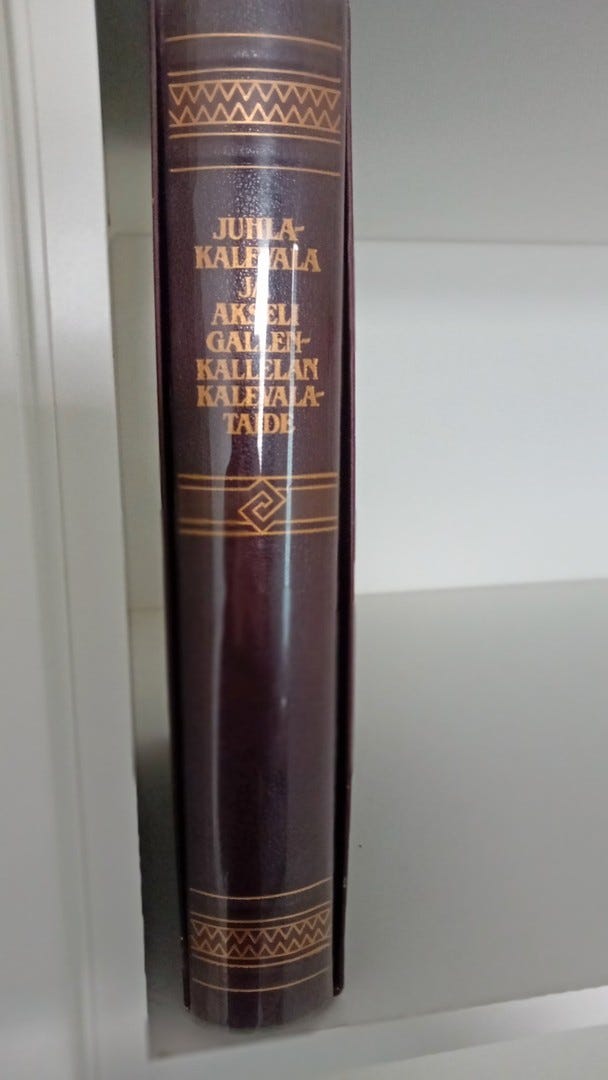 JUHLA-
KALEVALA
JA
AKSELI
GALLEN-
KALLELAN
KALEVALA-
TAIDE